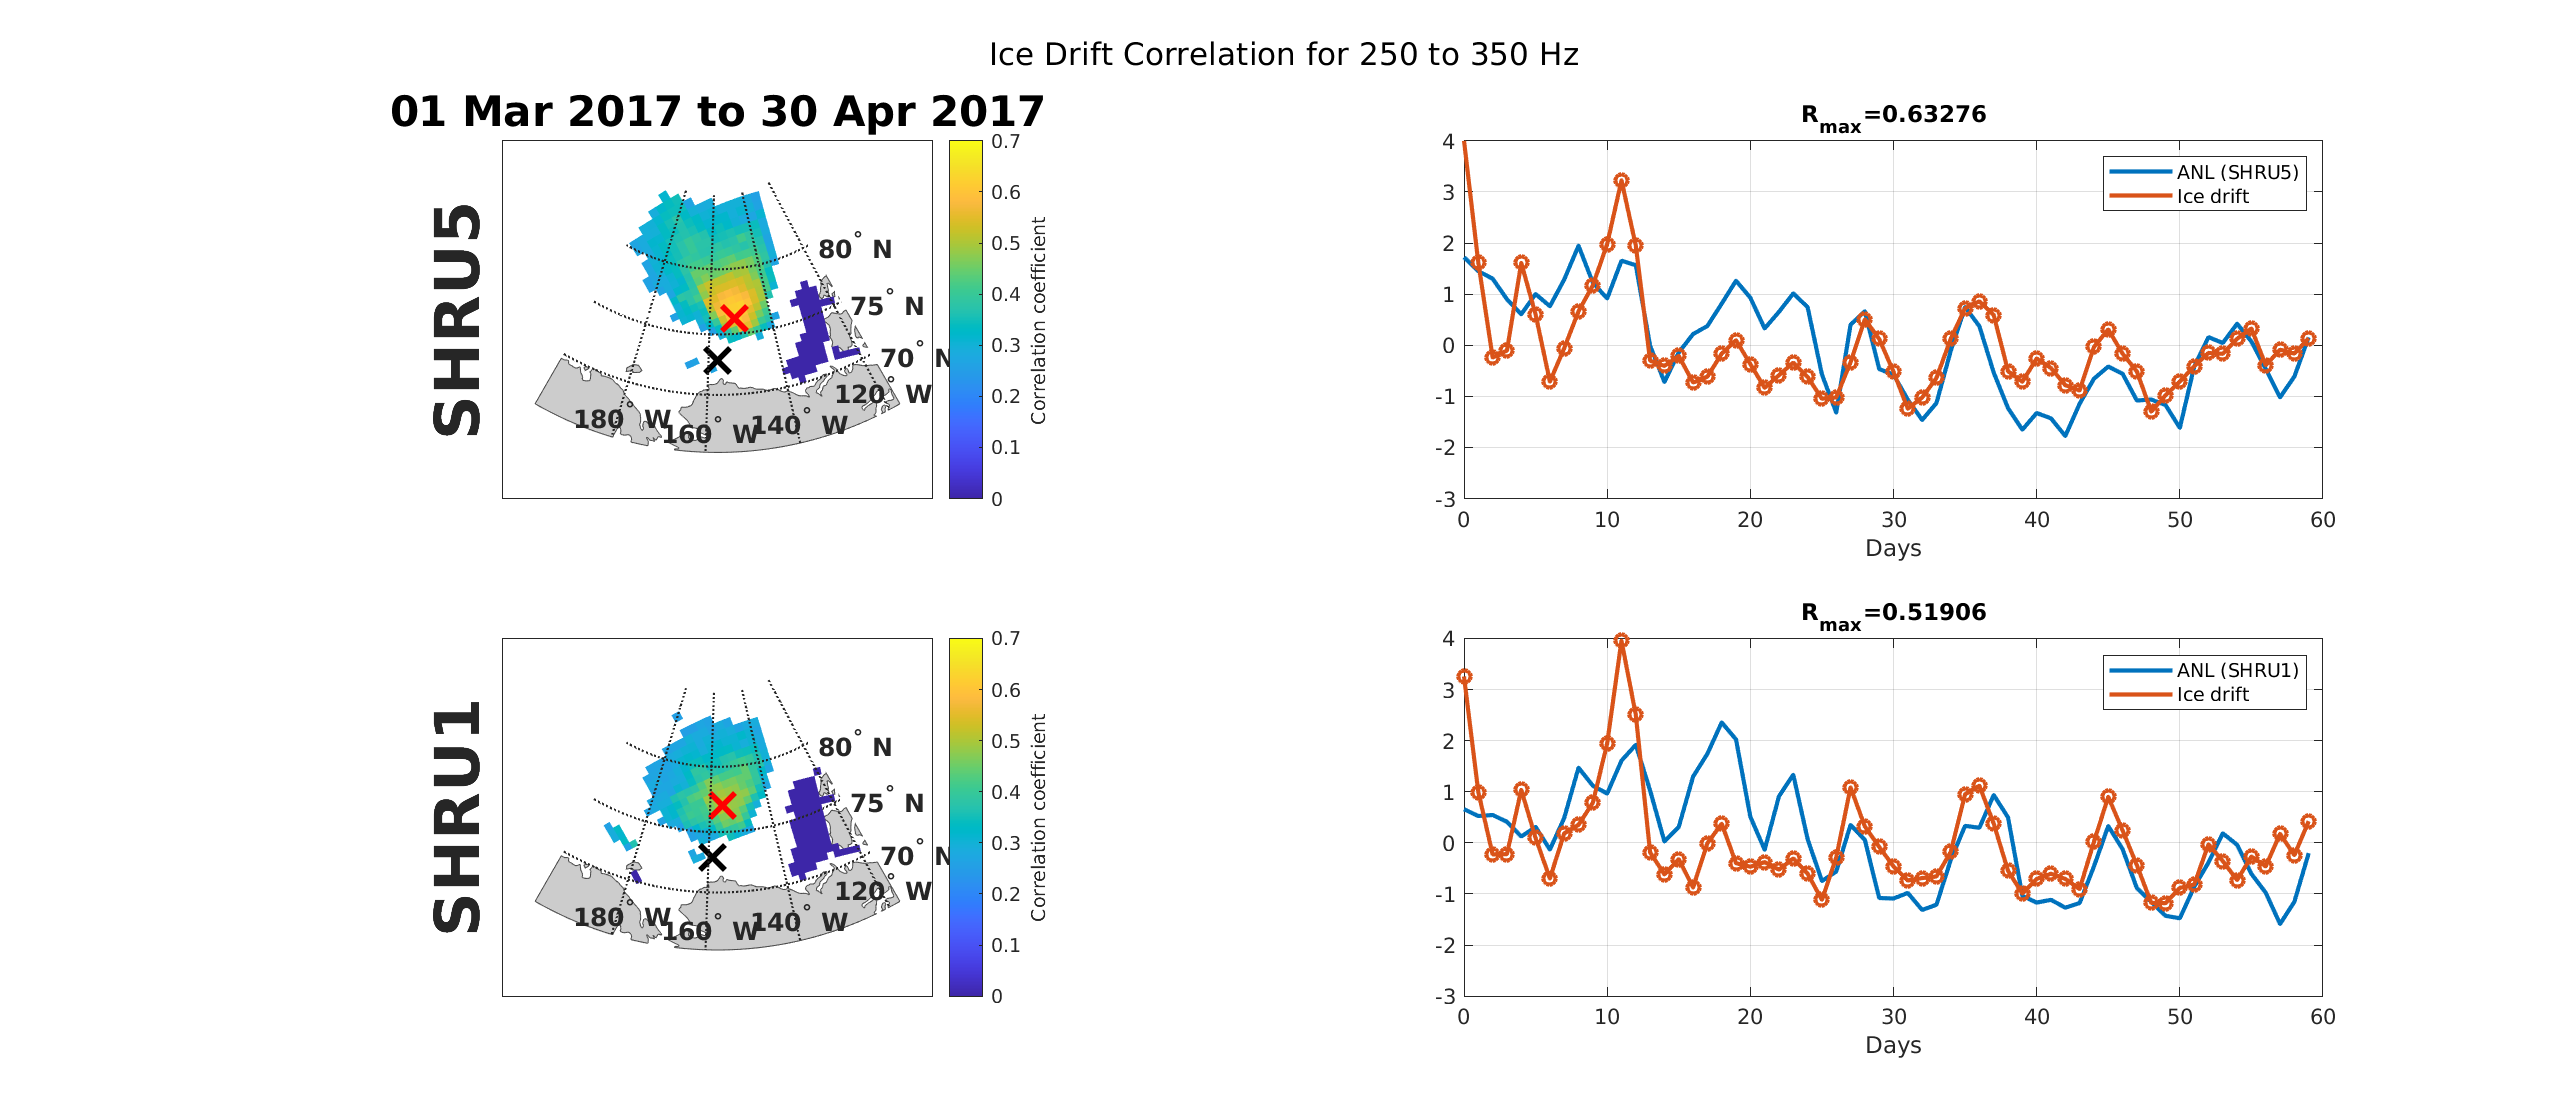 Ice Drift Correlation for 250 to 350 Hz
01 Mar 2017 to 30 Apr 2017
SHRU5
80° N
75° N
70° N
120° W
180° W
160° W
140° W
0.7
0.6
0.5
0.4
0.3
0.2
0.1
0
Correlation coefficient
Rmax=0.63276
4
3
2
1
0
-1
-2
-3
0 10 20 30 40 50 60
Days
ANL (SHRU5)
Ice drift
SHRU1
80° N
75° N
70° N
120° W
180° W
160° W
140° W
0.7
0.6
0.5
0.4
0.3
0.2
0.1
0
Correlation coefficient
Rmax=0.51906
4
3
2
1
0
-1
-2
-3
0 10 20 30 40 50 60
Days
ANL (SHRU1)
Ice drift